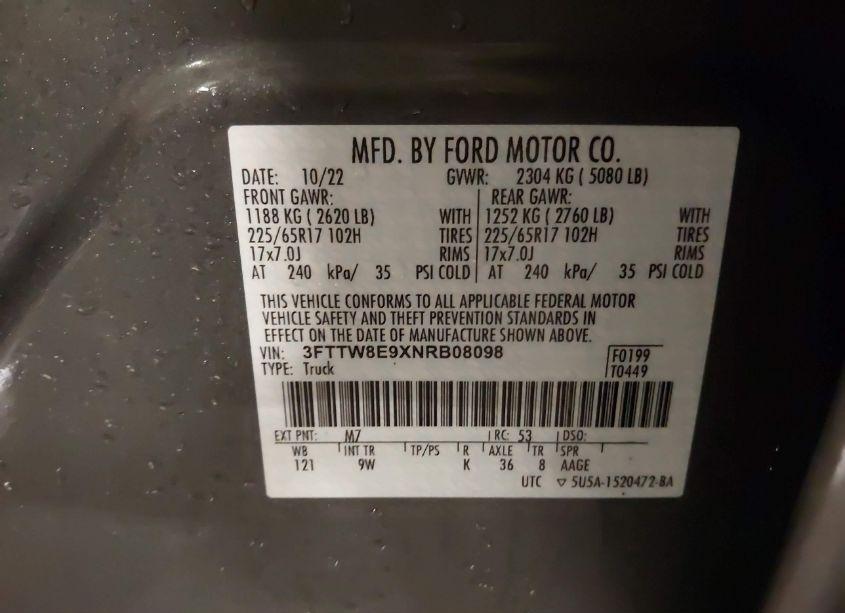 MFD. BY FORD MOTOR CO.
DATE: 10/22 GVWR: 2304 KG ( 5080 LB)
FRONT GAWR: REAR GAWR:
1188 KG ( 2620 LB) WITH 1252 KG ( 2760 LB) WITH
225/65R17 102H TIRES 225/65R17 102H TIRES
17x7.0J RIMS 17x7.0J RIMS
AT 240 kPa/ 35 PSI COLD AT 240 kPa/ 35 PSI COLD
THIS VEHICLE CONFORMS TO ALL APPLICABLE FEDERAL MOTOR
VEHICLE SAFETY AND THEFT PREVENTION STANDARDS IN
EFFECT ON THE DATE OF MANUFACTURE SHOWN ABOVE.
VIN: 3FTTW8E9XNRB08098 F0199
TYPE: Truck T0449
EXT PNT: M7 RC: 53 DSO:
WB INT TR TP/PS R AXLE TR SPR
121 9W K 36 8 AAGE
UTC ▽ 5U5A-1520472-BA